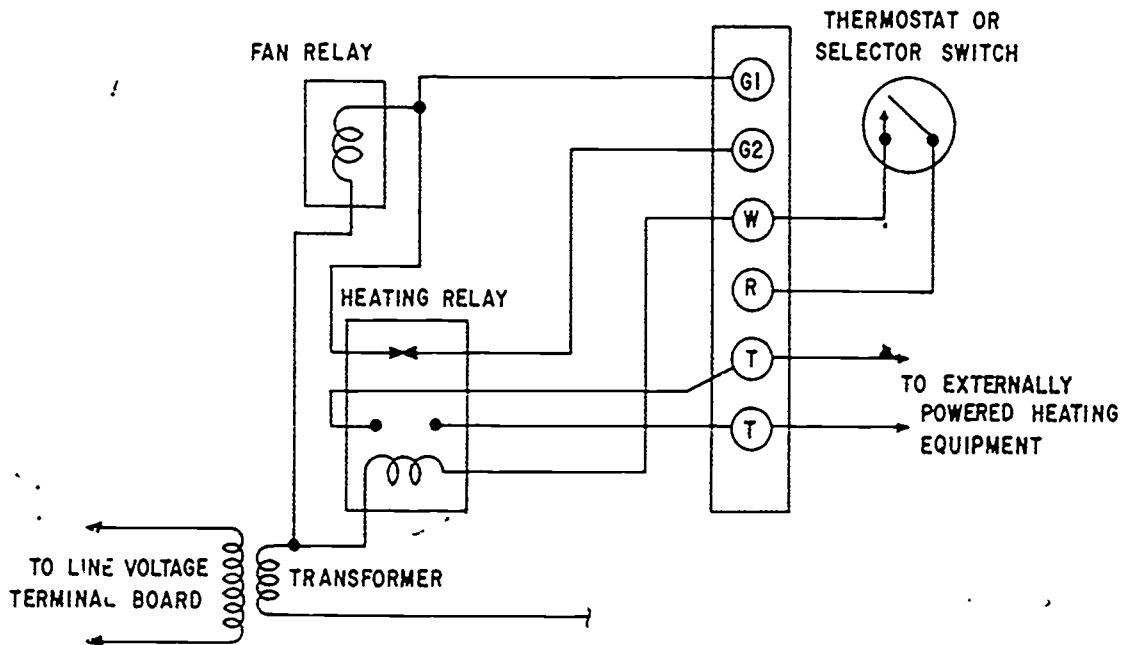 THERMOSTAT OR
SELECTOR SWITCH
FAN RELAY
G1
G2
W
R
HEATING RELAY
T
TO EXTERNALLY
POWERED HEATING
EQUIPMENT
T
TO LINE VOLTAGE
TERMINAL BOARD
TRANSFORMER